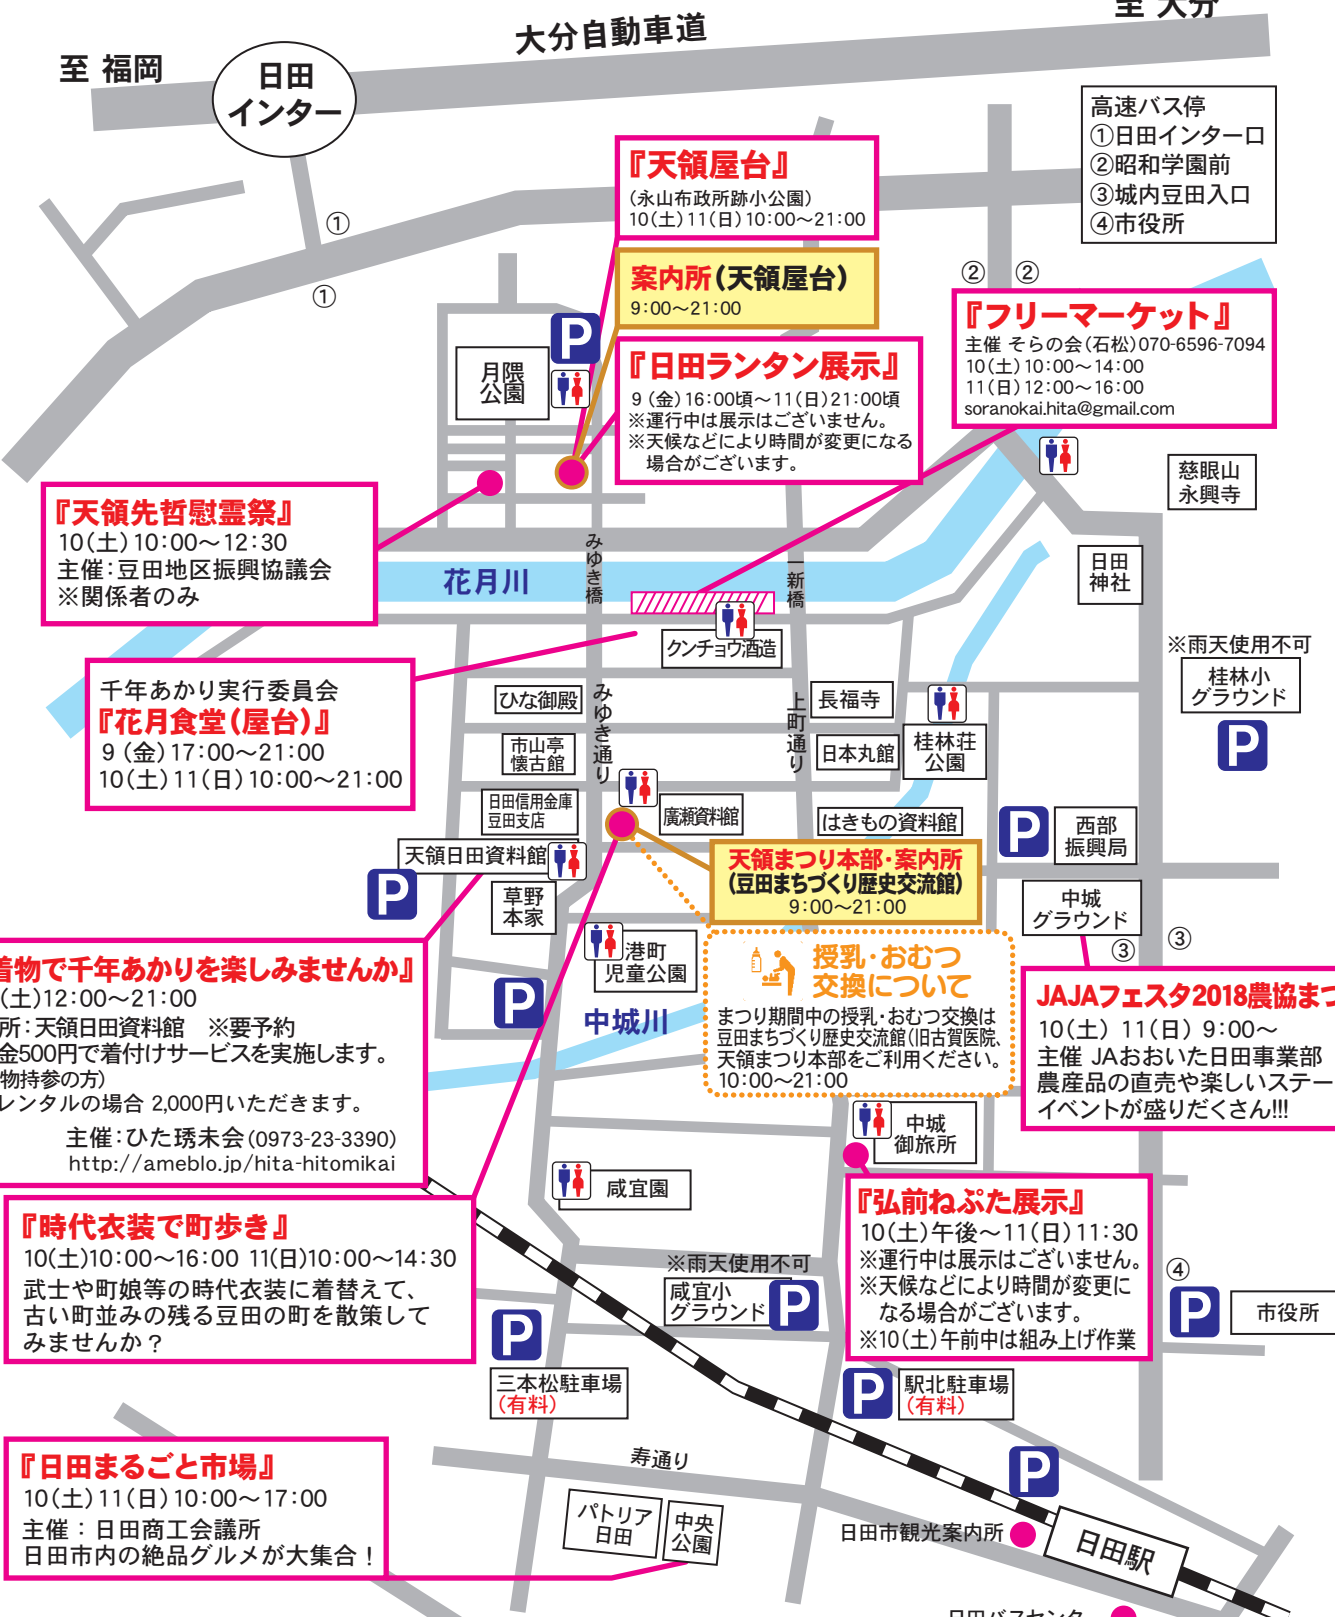 至 大分
大分自動車道
至 福岡
日田
インター
高速バス停
①日田インター口
②昭和学園前
③城内豆田入口
④市役所
『天領屋台』
(永山布政所跡小公園)
10(土)11(日)10:00〜21:00
①
①
②
②
案内所(天領屋台)
9:00〜21:00
『フリーマーケット』
主催 そらの会(石松)070-6596-7094
10(土)10:00〜14:00
11(日)12:00〜16:00
soranokai.hita@gmail.com
P
月隈
公園
『日田ランタン展示』
9(金)16:00頃〜11(日)21:00頃
※運行中は展示はございません。
※天候などにより時間が変更になる
場合がございます。
慈眼山
永興寺
『天領先哲慰霊祭』
10(土)10:00〜12:30
主催:豆田地区振興協議会
※関係者のみ
花月川
みゆき橋
一新橋
日田
神社
クンチョウ酒造
※雨天使用不可
桂林小
グラウンド
P
千年あかり実行委員会
『花月食堂(屋台)』
9(金)17:00〜21:00
10(土)11(日)10:00〜21:00
ひな御殿
みゆき通り
上町通り
長福寺
市山亭
懐古館
日本丸館
桂林荘
公園
日田信用金庫
豆田支店
廣瀬資料館
はきもの資料館
P
西部
振興局
天領日田資料館
P
天領まつり本部・案内所
(豆田まちづくり歴史交流館)
9:00〜21:00
草野
本家
中城
グラウンド
③
③
港町
児童公園
P
中城川
授乳・おむつ
交換について
まつり期間中の授乳・おむつ交換は
豆田まちづくり歴史交流館(旧古賀医院、
天領まつり本部をご利用ください。
10:00〜21:00
着物で千年あかりを楽しみませんか』
(土)12:00〜21:00
所:天領日田資料館 ※要予約
金500円で着付けサービスを実施します。
物持参の方)
レンタルの場合 2,000円いただきます。
主催:ひた琇未会(0973-23-3390)
http://ameblo.jp/hita-hitomikai
JAJAフェスタ2018農協まつ
10(土) 11(日) 9:00〜
主催 JAおおいた日田事業部
農産品の直売や楽しいステー
イベントが盛りだくさん!!!
中城
御旅所
咸宜園
『時代衣装で町歩き』
10(土)10:00〜16:00 11(日)10:00〜14:30
武士や町娘等の時代衣装に着替えて、
古い町並みの残る豆田の町を散策して
みませんか?
『弘前ねぷた展示』
10(土)午後〜11(日)11:30
※運行中は展示はございません。
※天候などにより時間が変更に
なる場合がございます。
※10(土)午前中は組み上げ作業
※雨天使用不可
咸宜小
グラウンド
P
④
P
市役所
P
三本松駐車場
(有料)
P
駅北駐車場
(有料)
『日田まるごと市場』
10(土)11(日)10:00〜17:00
主催:日田商工会議所
日田市内の絶品グルメが大集合!
寿通り
P
パトリア
日田
中央
公園
日田市観光案内所
日田駅
日田バスセンター